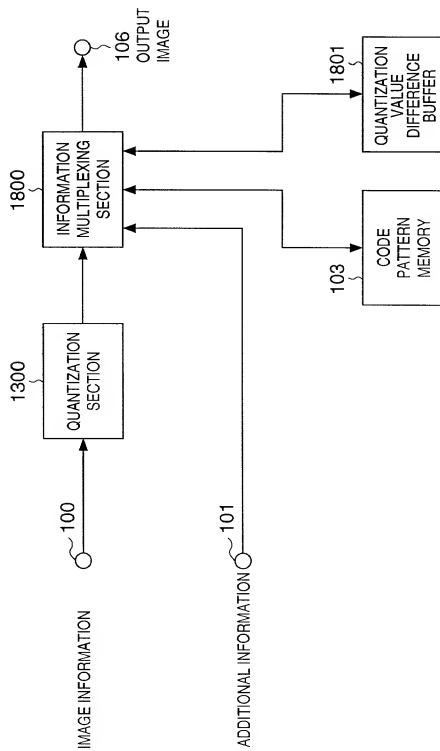 IMAGE INFORMATION
100
1300
QUANTIZATION
SECTION
1800
INFORMATION
MULTIPLEXING
SECTION
106
OUTPUT
IMAGE
ADDITIONAL INFORMATION
101
103
CODE
PATTERN
MEMORY
1801
QUANTIZATION
VALUE
DIFFERENCE
BUFFER